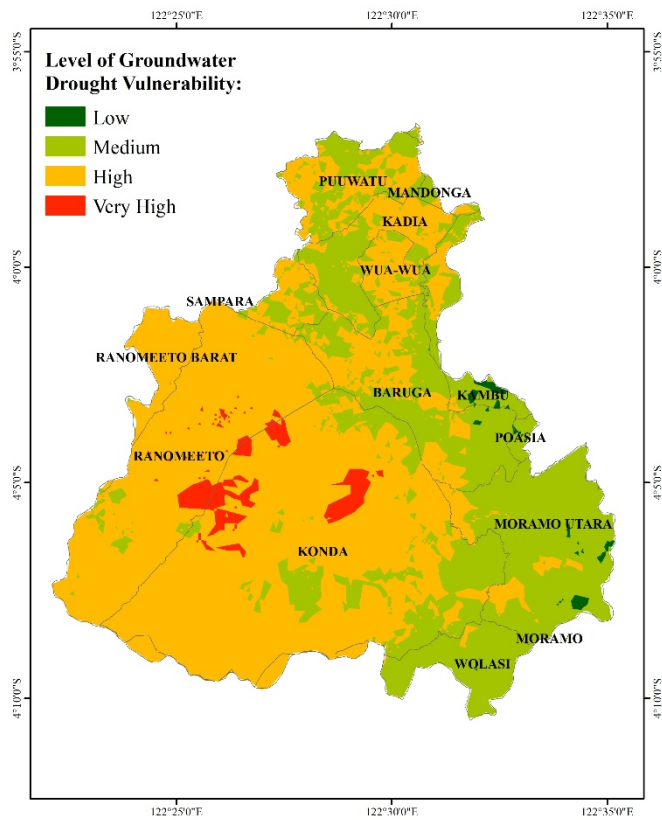 122°25'0"E 122°30'0"E 122°35'0"E
3°55'0"S 3°55'0"S
Level of Groundwater
Drought Vulnerability:
Low
Medium
High
Very High
PUUWATU
MANDONGA
KADIA
4°0'0"S 4°0'0"S
WUA-WUA
SAMPARA
RANOMEETO BARAT
BARUGA
KAMBU
POASIA
RANOMEETO
4°5'0"S 4°5'0"S
MORAMO UTARA
KONDA
MORAMO
WOLASI
4°10'0"S 4°10'0"S
122°25'0"E 122°30'0"E 122°35'0"E